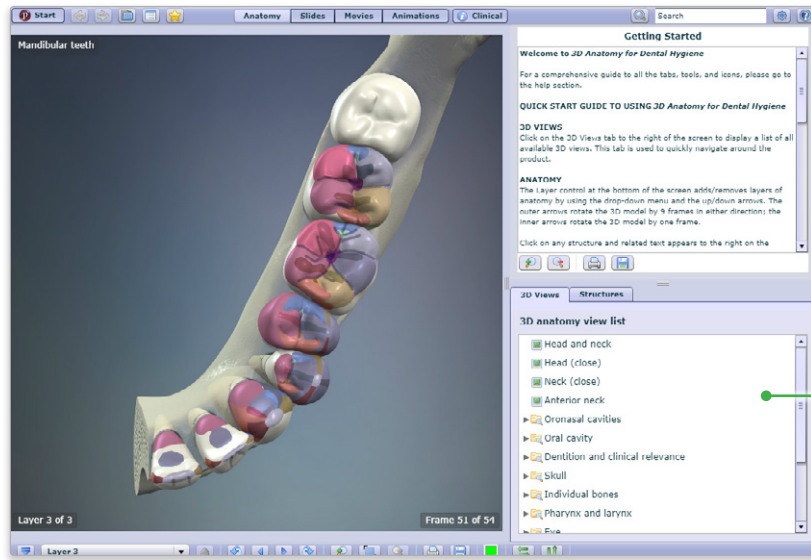 Start
Anatomy
Slides
Movies
Animations
Clinical
Search
Mandibular teeth
Layer 3 of 3
Frame 51 of 54
Layer 3
Getting Started
Welcome to 3D Anatomy for Dental Hygiene
For a comprehensive guide to all the tabs, tools, and icons, please go to
the help section.
QUICK START GUIDE TO USING 3D Anatomy for Dental Hygiene
3D VIEWS
Click on the 3D Views tab to the right of the screen to display a list of all
available 3D views. This tab is used to quickly navigate around the
product.
ANATOMY
The Layer control at the bottom of the screen adds/removes layers of
anatomy by using the drop-down menu and the up/down arrows. The
outer arrows rotate the 3D model by 9 frames in either direction; the
inner arrows rotate the 3D model by one frame.
Click on any structure and related text appears to the right on the
3D Views
Structures
3D anatomy view list
Head and neck
Head (close)
Neck (close)
Anterior neck
Oronasal cavities
Oral cavity
Dentition and clinical relevance
Skull
Individual bones
Pharynx and larynx
Eye